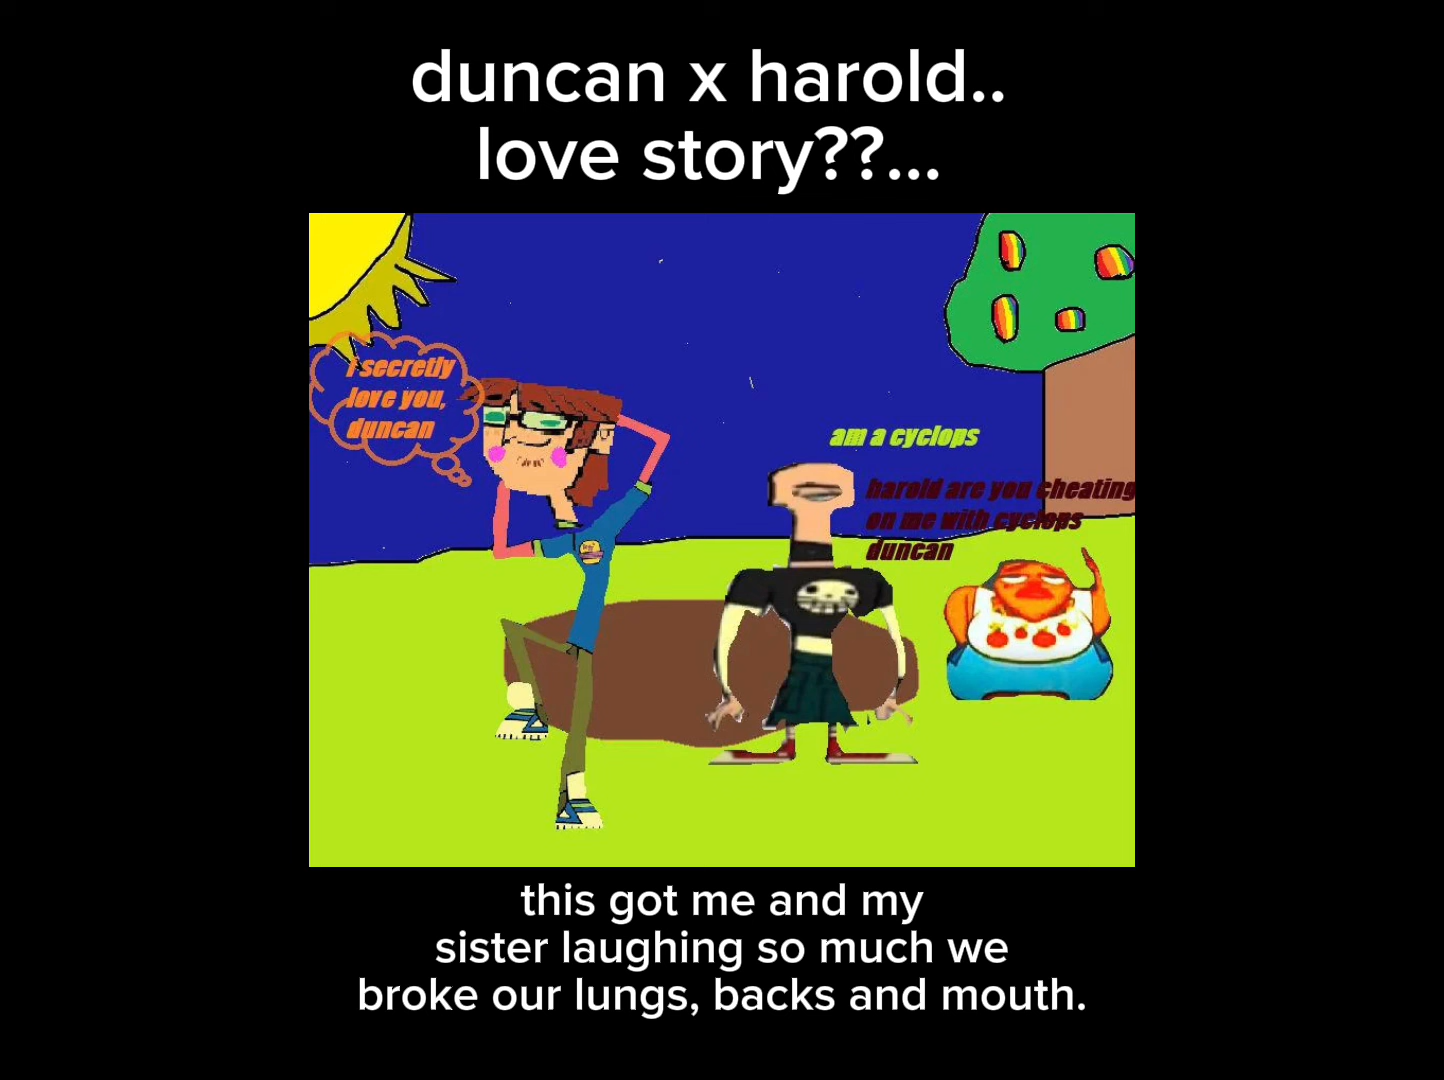 duncan x harold..
love story??...
I secretly
love you,
duncan
am a cyclops
harold are you cheating
on me with cyclops
duncan
this got me and my
sister laughing so much we
broke our lungs, backs and mouth.